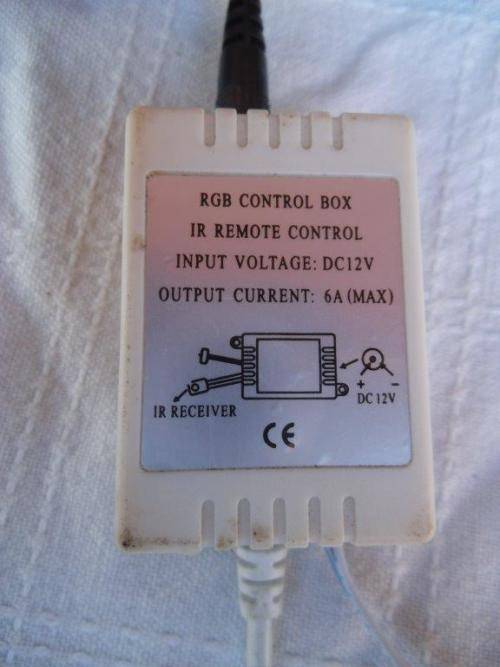 RGB CONTROL BOX
IR REMOTE CONTROL
INPUT VOLTAGE: DC12V
OUTPUT CURRENT: 6A (MAX)
+ −
DC 12V
IR RECEIVER
CE